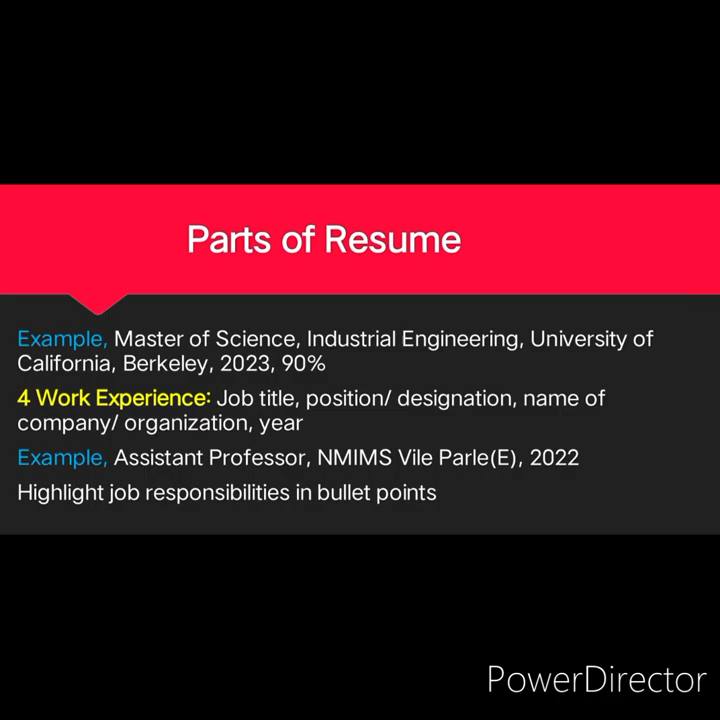 Parts of Resume
Example, Master of Science, Industrial Engineering, University of
California, Berkeley, 2023, 90%
4 Work Experience: Job title, position/ designation, name of
company/ organization, year
Example, Assistant Professor, NMIMS Vile Parle(E), 2022
Highlight job responsibilities in bullet points
PowerDirector